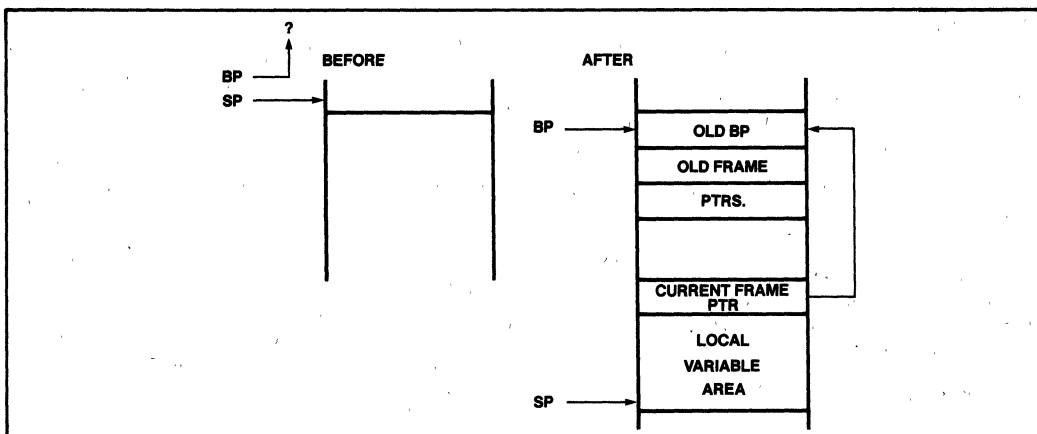 ?
BEFORE
BP
SP
AFTER
BP
OLD BP
OLD FRAME
PTRS.
CURRENT FRAME
PTR
LOCAL
VARIABLE
AREA
SP